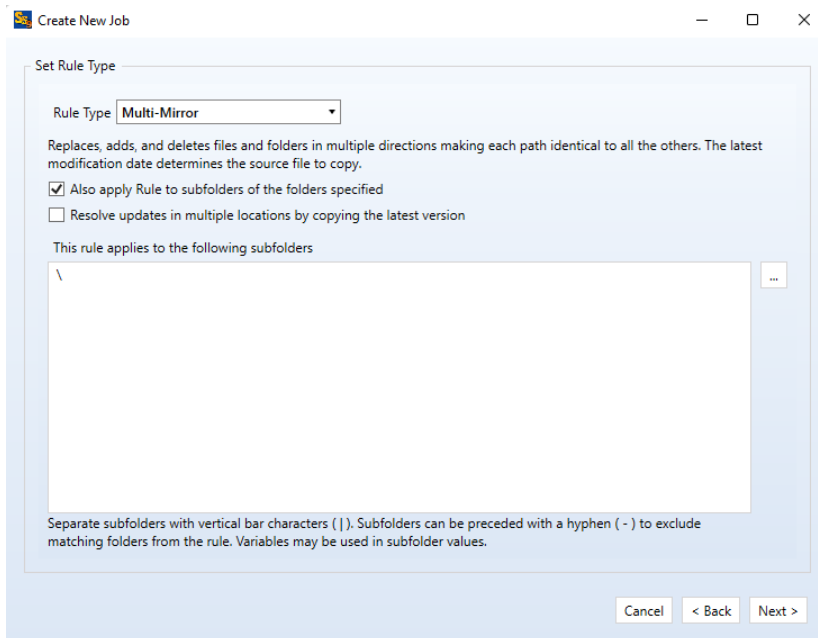 Create New Job
Set Rule Type
Rule Type Multi-Mirror
Replaces, adds, and deletes files and folders in multiple directions making each path identical to all the others. The latest
modification date determines the source file to copy.
Also apply Rule to subfolders of the folders specified
Resolve updates in multiple locations by copying the latest version
This rule applies to the following subfolders
\
...
Separate subfolders with vertical bar characters ( | ). Subfolders can be preceded with a hyphen ( - ) to exclude
matching folders from the rule. Variables may be used in subfolder values.
Cancel < Back Next >